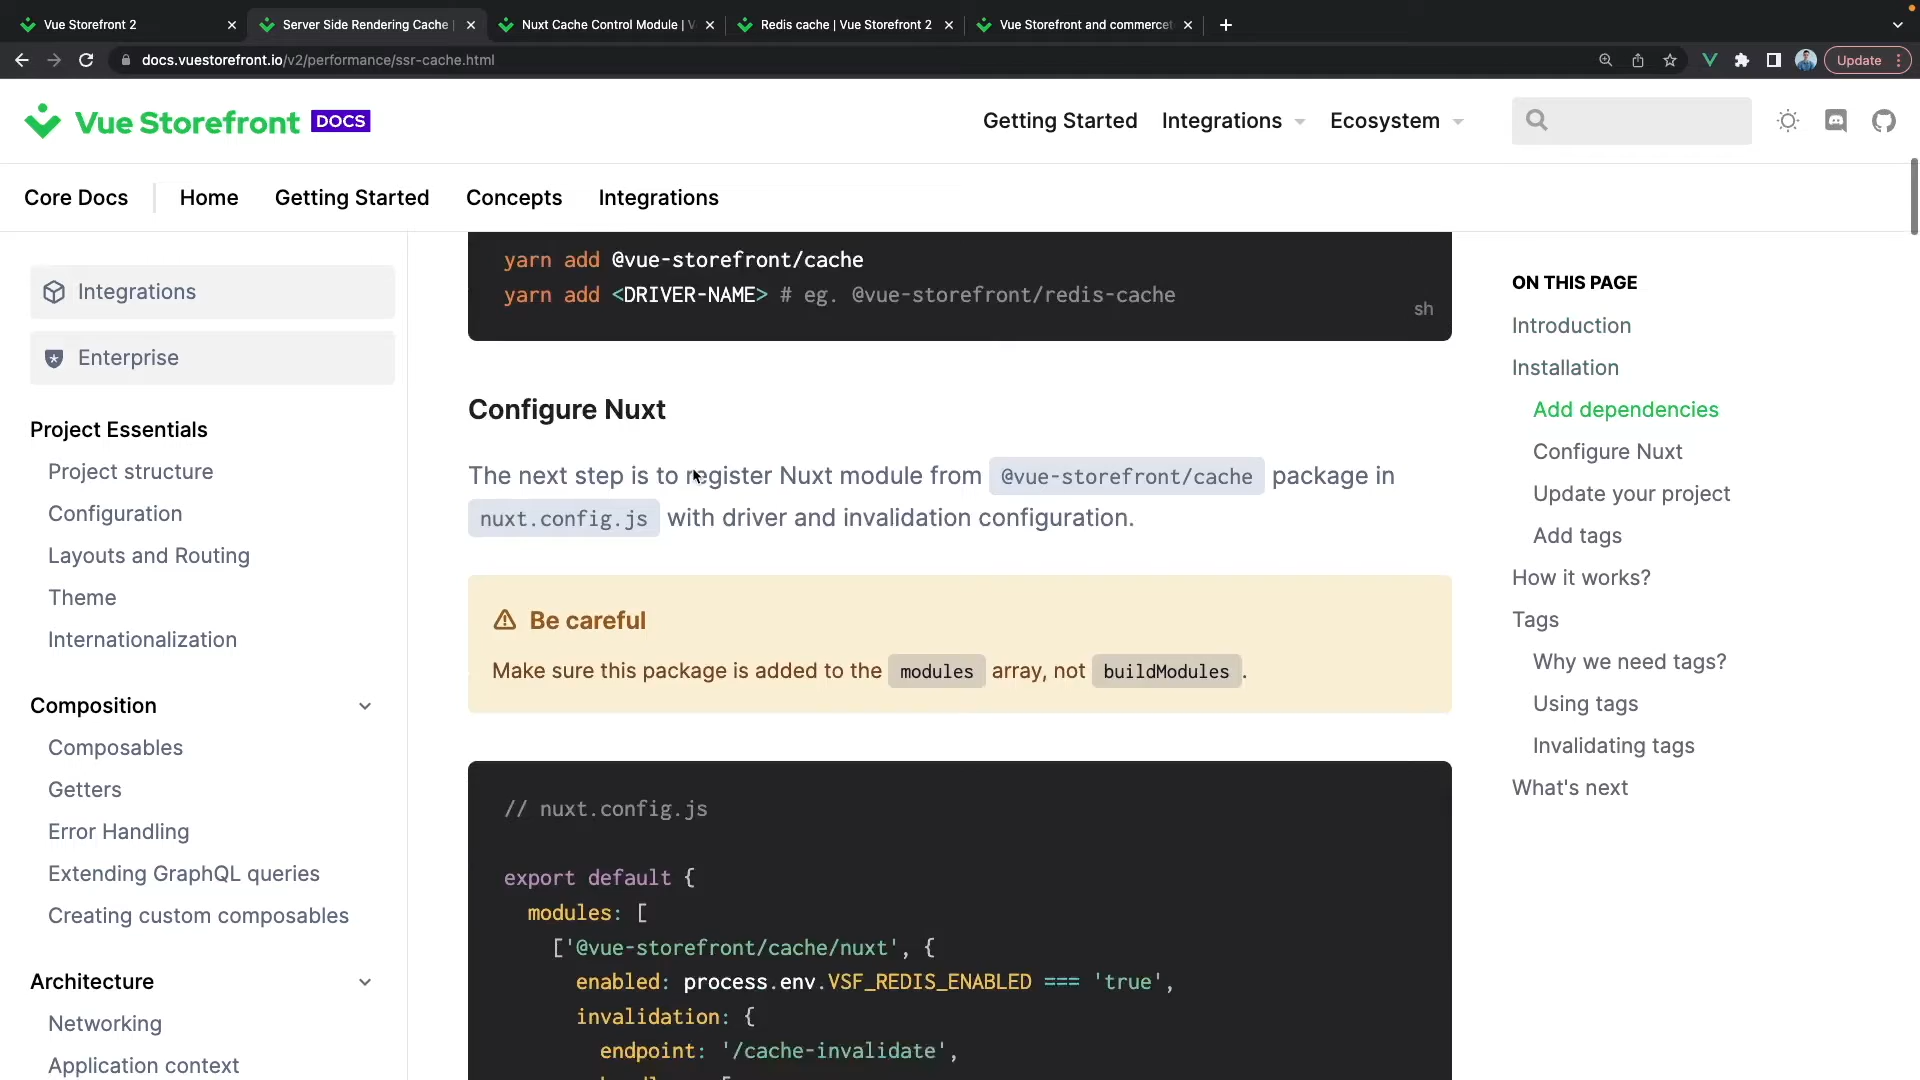 Vue Storefront 2
Server Side Rendering Cache |
Nuxt Cache Control Module | V
Redis cache | Vue Storefront 2
Vue Storefront and commercet
docs.vuestorefront.io/v2/performance/ssr-cache.html
Update
Vue Storefront DOCS
Getting Started
Integrations
Ecosystem
Core Docs
Home
Getting Started
Concepts
Integrations
Integrations
Enterprise
Project Essentials
Project structure
Configuration
Layouts and Routing
Theme
Internationalization
Composition
Composables
Getters
Error Handling
Extending GraphQL queries
Creating custom composables
Architecture
Networking
Application context
yarn add @vue-storefront/cache
yarn add <DRIVER-NAME> # eg. @vue-storefront/redis-cache
sh
Configure Nuxt
The next step is to register Nuxt module from @vue-storefront/cache package in
nuxt.config.js with driver and invalidation configuration.
Be careful
Make sure this package is added to the modules array, not buildModules.
// nuxt.config.js
export default {
modules: [
['@vue-storefront/cache/nuxt', {
enabled: process.env.VSF_REDIS_ENABLED === 'true',
invalidation: {
endpoint: '/cache-invalidate',
ON THIS PAGE
Introduction
Installation
Add dependencies
Configure Nuxt
Update your project
Add tags
How it works?
Tags
Why we need tags?
Using tags
Invalidating tags
What's next